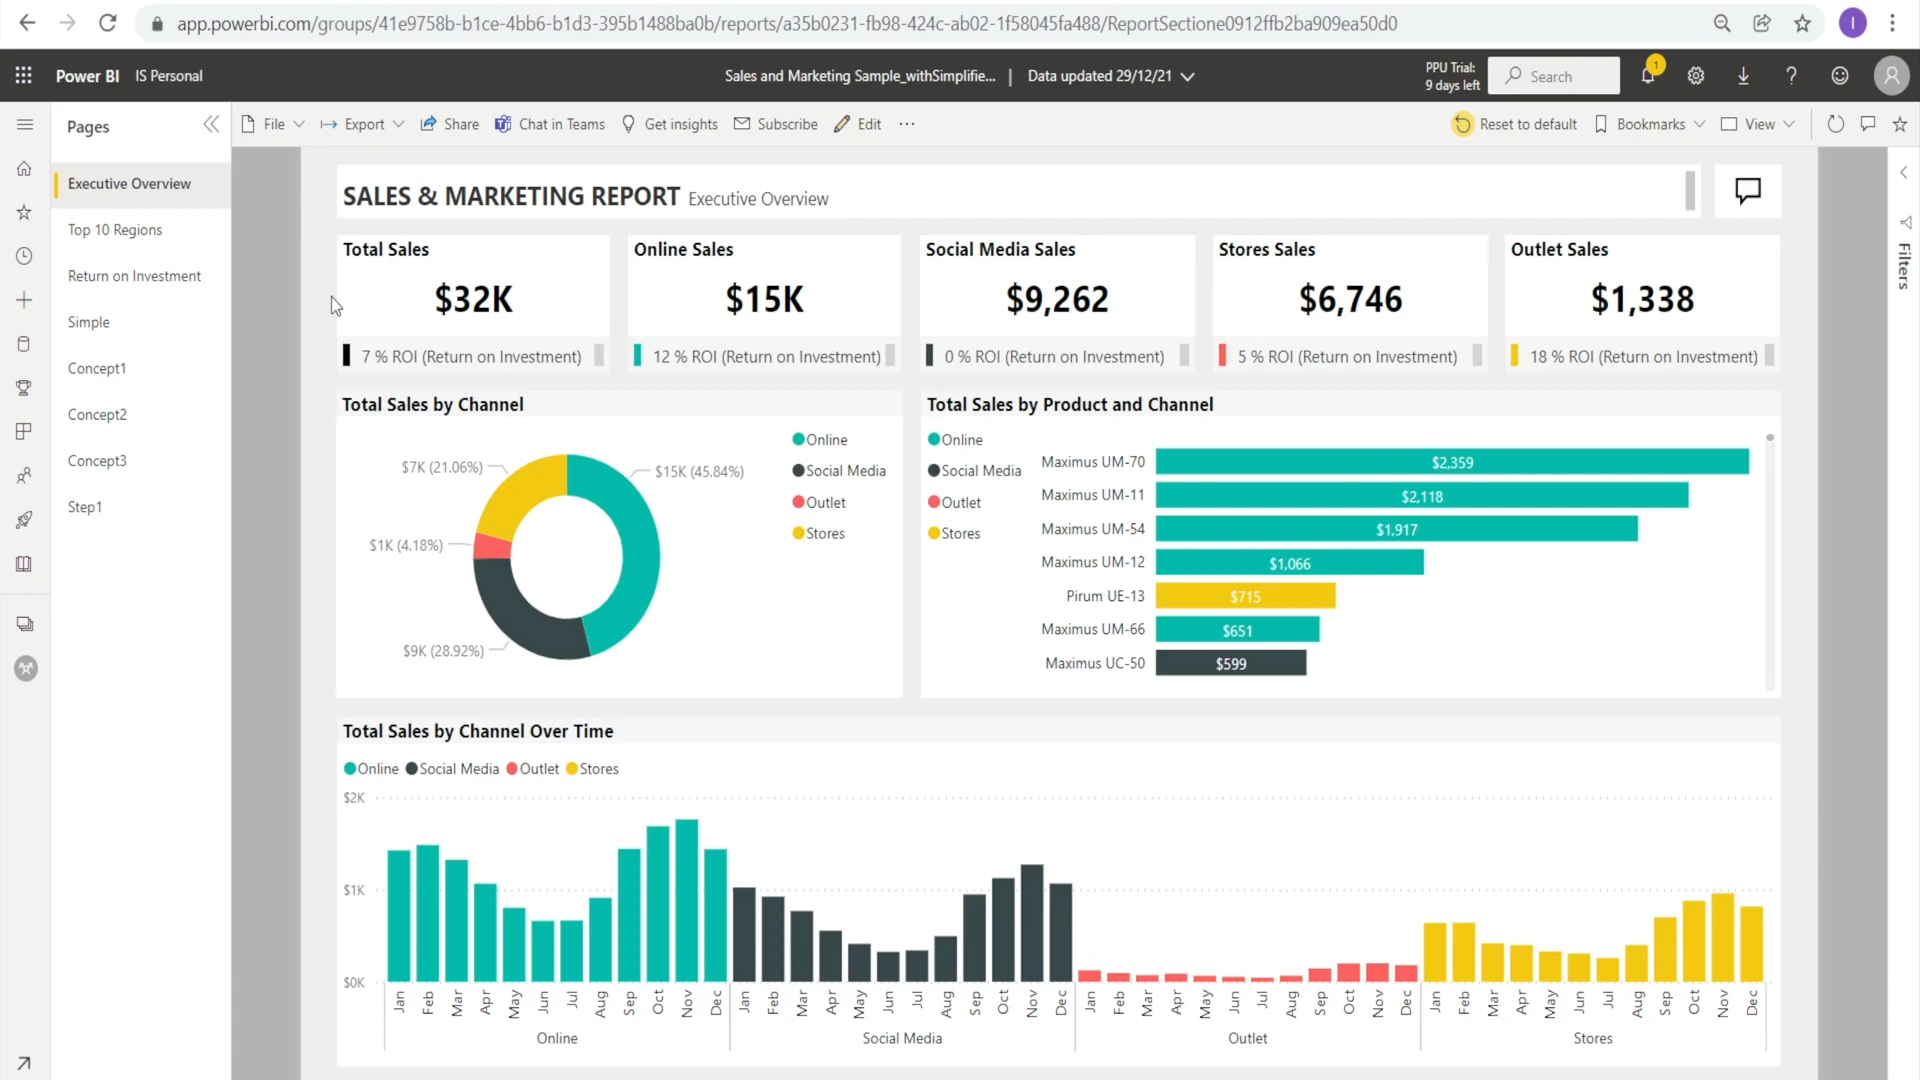 app.powerbi.com/groups/41e9758b-b1ce-4bb6-b1d3-395b1488ba0b/reports/a35b0231-fb98-424c-ab02-1f58045fa488/ReportSectione0912ffb2ba909ea50d0
I
Power BI IS Personal
Sales and Marketing Sample_withSimplifie... | Data updated 29/12/21
PPU Trial:
9 days left
Search
1
Pages
File Export Share Chat in Teams Get insights Subscribe Edit ...
Reset to default Bookmarks View
Executive Overview
Top 10 Regions
Return on Investment
Simple
Concept1
Concept2
Concept3
Step1
Filters
SALES & MARKETING REPORT Executive Overview
Total Sales
$32K
7 % ROI (Return on Investment)
Online Sales
$15K
12 % ROI (Return on Investment)
Social Media Sales
$9,262
0 % ROI (Return on Investment)
Stores Sales
$6,746
5 % ROI (Return on Investment)
Outlet Sales
$1,338
18 % ROI (Return on Investment)
Total Sales by Channel
$7K (21.06%)
$15K (45.84%)
$1K (4.18%)
$9K (28.92%)
Online
Social Media
Outlet
Stores
Total Sales by Product and Channel
Online
Social Media
Outlet
Stores
Maximus UM-70 $2,359
Maximus UM-11 $2,118
Maximus UM-54 $1,917
Maximus UM-12 $1,066
Pirum UE-13 $715
Maximus UM-66 $651
Maximus UC-50 $599
Total Sales by Channel Over Time
Online Social Media Outlet Stores
$2K
$1K
$0K
Jan Feb Mar Apr May Jun Jul Aug Sep Oct Nov Dec Jan Feb Mar Apr May Jun Jul Aug Sep Oct Nov Dec Jan Feb Mar Apr May Jun Jul Aug Sep Oct Nov Dec Jan Feb Mar Apr May Jun Jul Aug Sep Oct Nov Dec
Online Social Media Outlet Stores